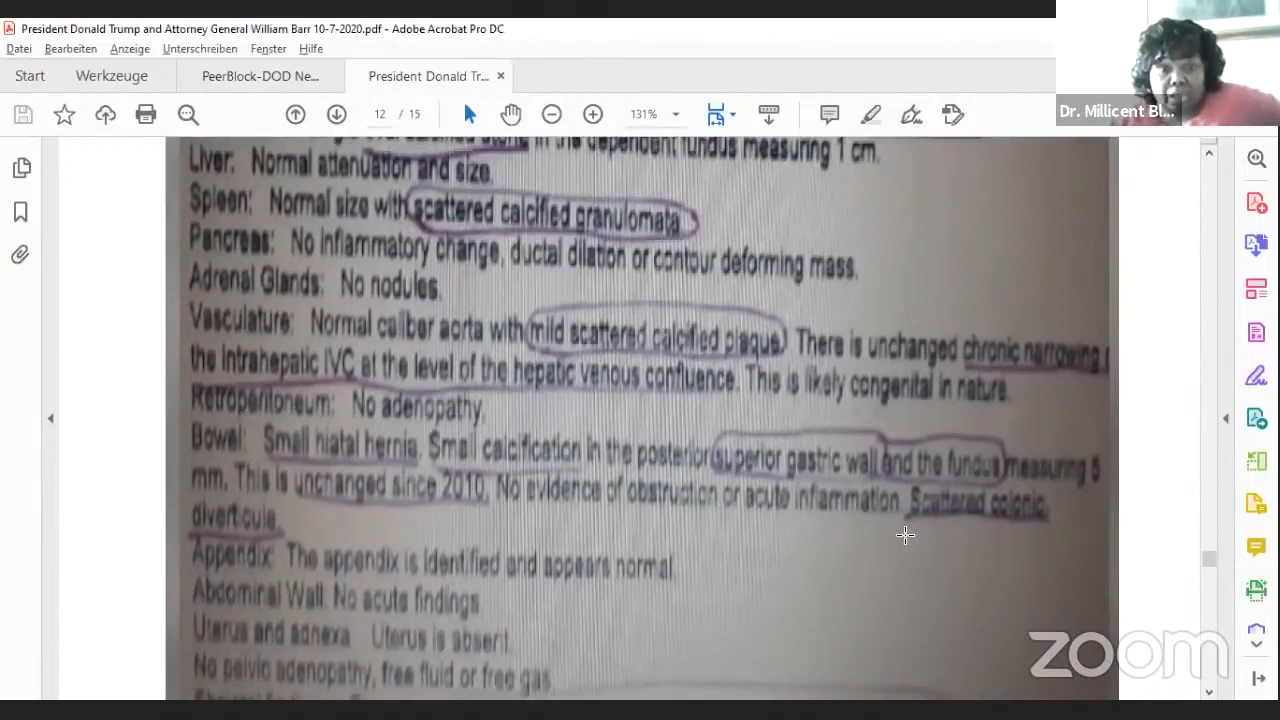 President Donald Trump and Attorney General William Barr 10-7-2020.pdf - Adobe Acrobat Pro DC
Datei Bearbeiten Anzeige Unterschreiben Fenster Hilfe
Start Werkzeuge PeerBlock-DOD Ne... President Donald Tr... ×
12 / 15 131%
Dr. Millicent Bl...
in the dependent fundus measuring 1 cm.
Liver: Normal attenuation and size.
Spleen: Normal size with scattered calcified granulomata
Pancreas: No inflammatory change, ductal dilation or contour deforming mass.
Adrenal Glands: No nodules.
Vasculature: Normal caliber aorta with mild scattered calcified plaque. There is unchanged chronic narrowing
the intrahepatic IVC at the level of the hepatic venous confluence. This is likely congenital in nature.
Retroperitoneum: No adenopathy.
Bowel: Small hiatal hernia. Small calcification in the posterior superior gastric wall and the fundus measuring 5
mm. This is unchanged since 2010. No evidence of obstruction or acute inflammation. Scattered colonic
diverticula.
Appendix: The appendix is identified and appears normal.
Abdominal Wall: No acute findings
Uterus and adnexa Uterus is absent.
No pelvic adenopathy, free fluid or free gas
zoom